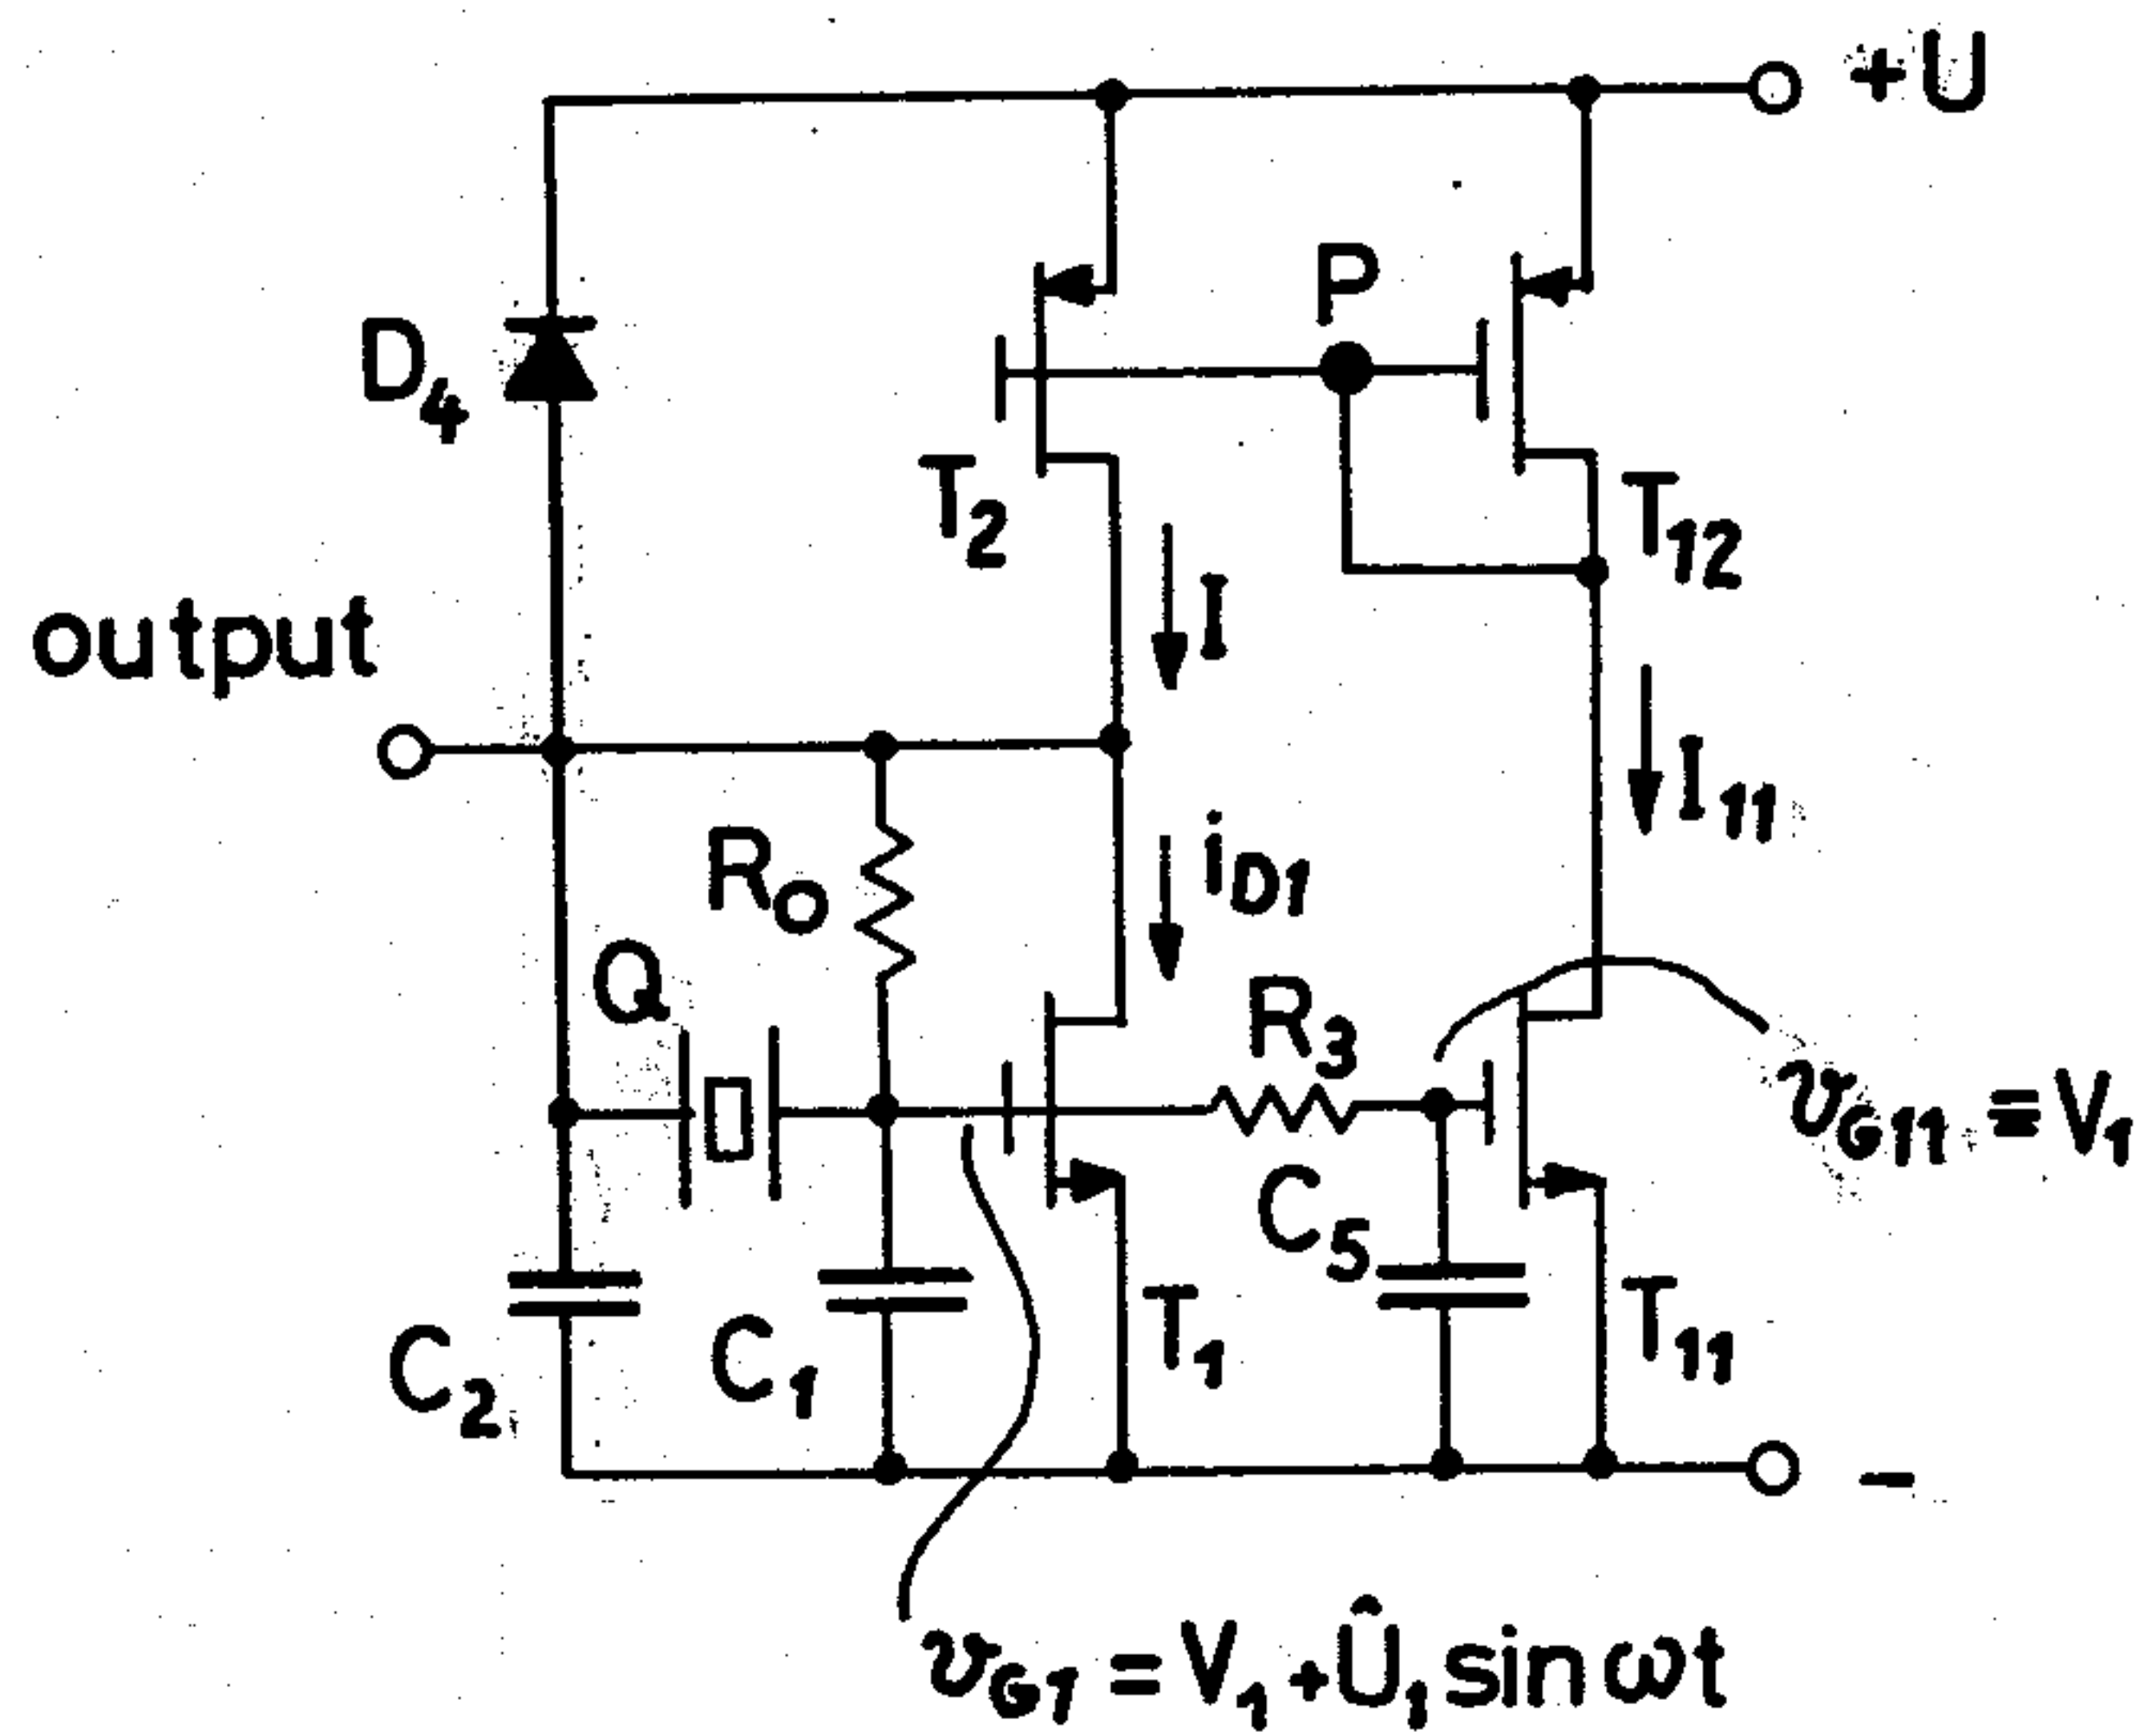 +U
P
D4
T2
T12
output
I
I11
iD1
Ro
Q
R3
vG11 = V1
C5
T1
T11
C2
C1
−
vG1 = V1 + Û1 sin ωt